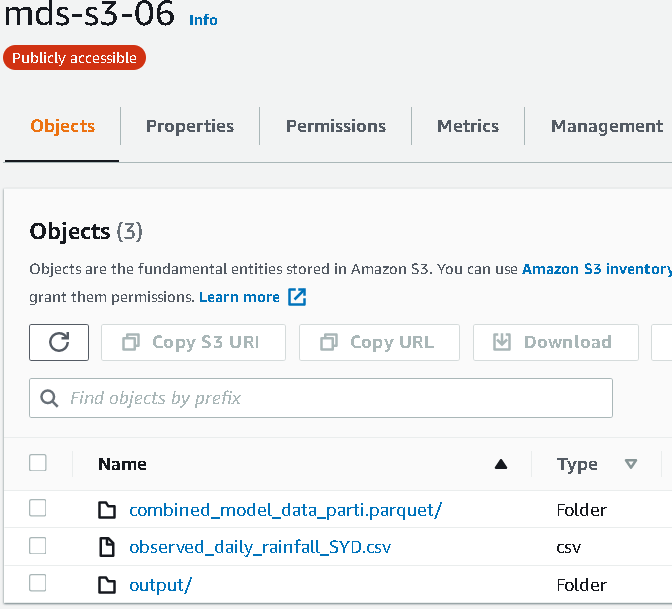 mds-s3-06 Info
Publicly accessible
Objects Properties Permissions Metrics Management
Objects (3)
Objects are the fundamental entities stored in Amazon S3. You can use Amazon S3 inventory
grant them permissions. Learn more
Copy S3 URI Copy URL Download
Find objects by prefix
Name Type
combined_model_data_parti.parquet/ Folder
observed_daily_rainfall_SYD.csv csv
output/ Folder